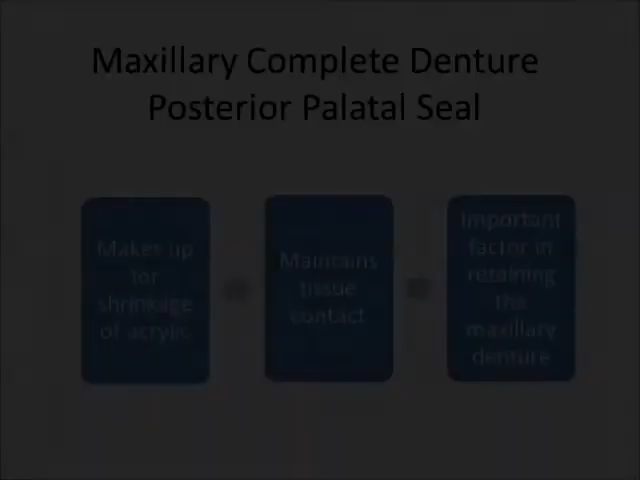 Maxillary Complete Denture
Posterior Palatal Seal
Makes up
for
shrinkage
of acrylic
Maintains
tissue
contact
Important
factor in
retaining
the
maxillary
denture